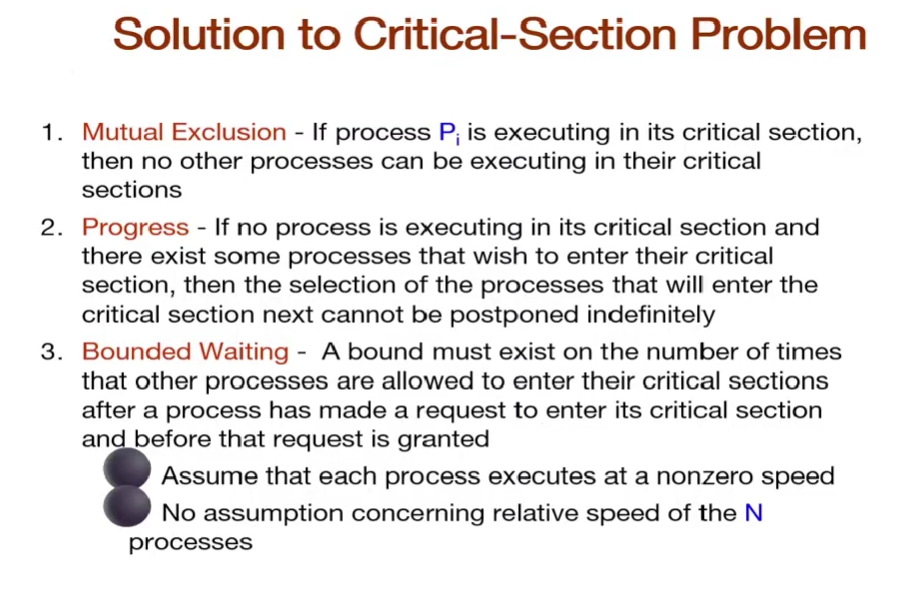 Solution to Critical-Section Problem
1. Mutual Exclusion - If process Pi is executing in its critical section,
then no other processes can be executing in their critical
sections
2. Progress - If no process is executing in its critical section and
there exist some processes that wish to enter their critical
section, then the selection of the processes that will enter the
critical section next cannot be postponed indefinitely
3. Bounded Waiting - A bound must exist on the number of times
that other processes are allowed to enter their critical sections
after a process has made a request to enter its critical section
and before that request is granted
Assume that each process executes at a nonzero speed
No assumption concerning relative speed of the N
processes